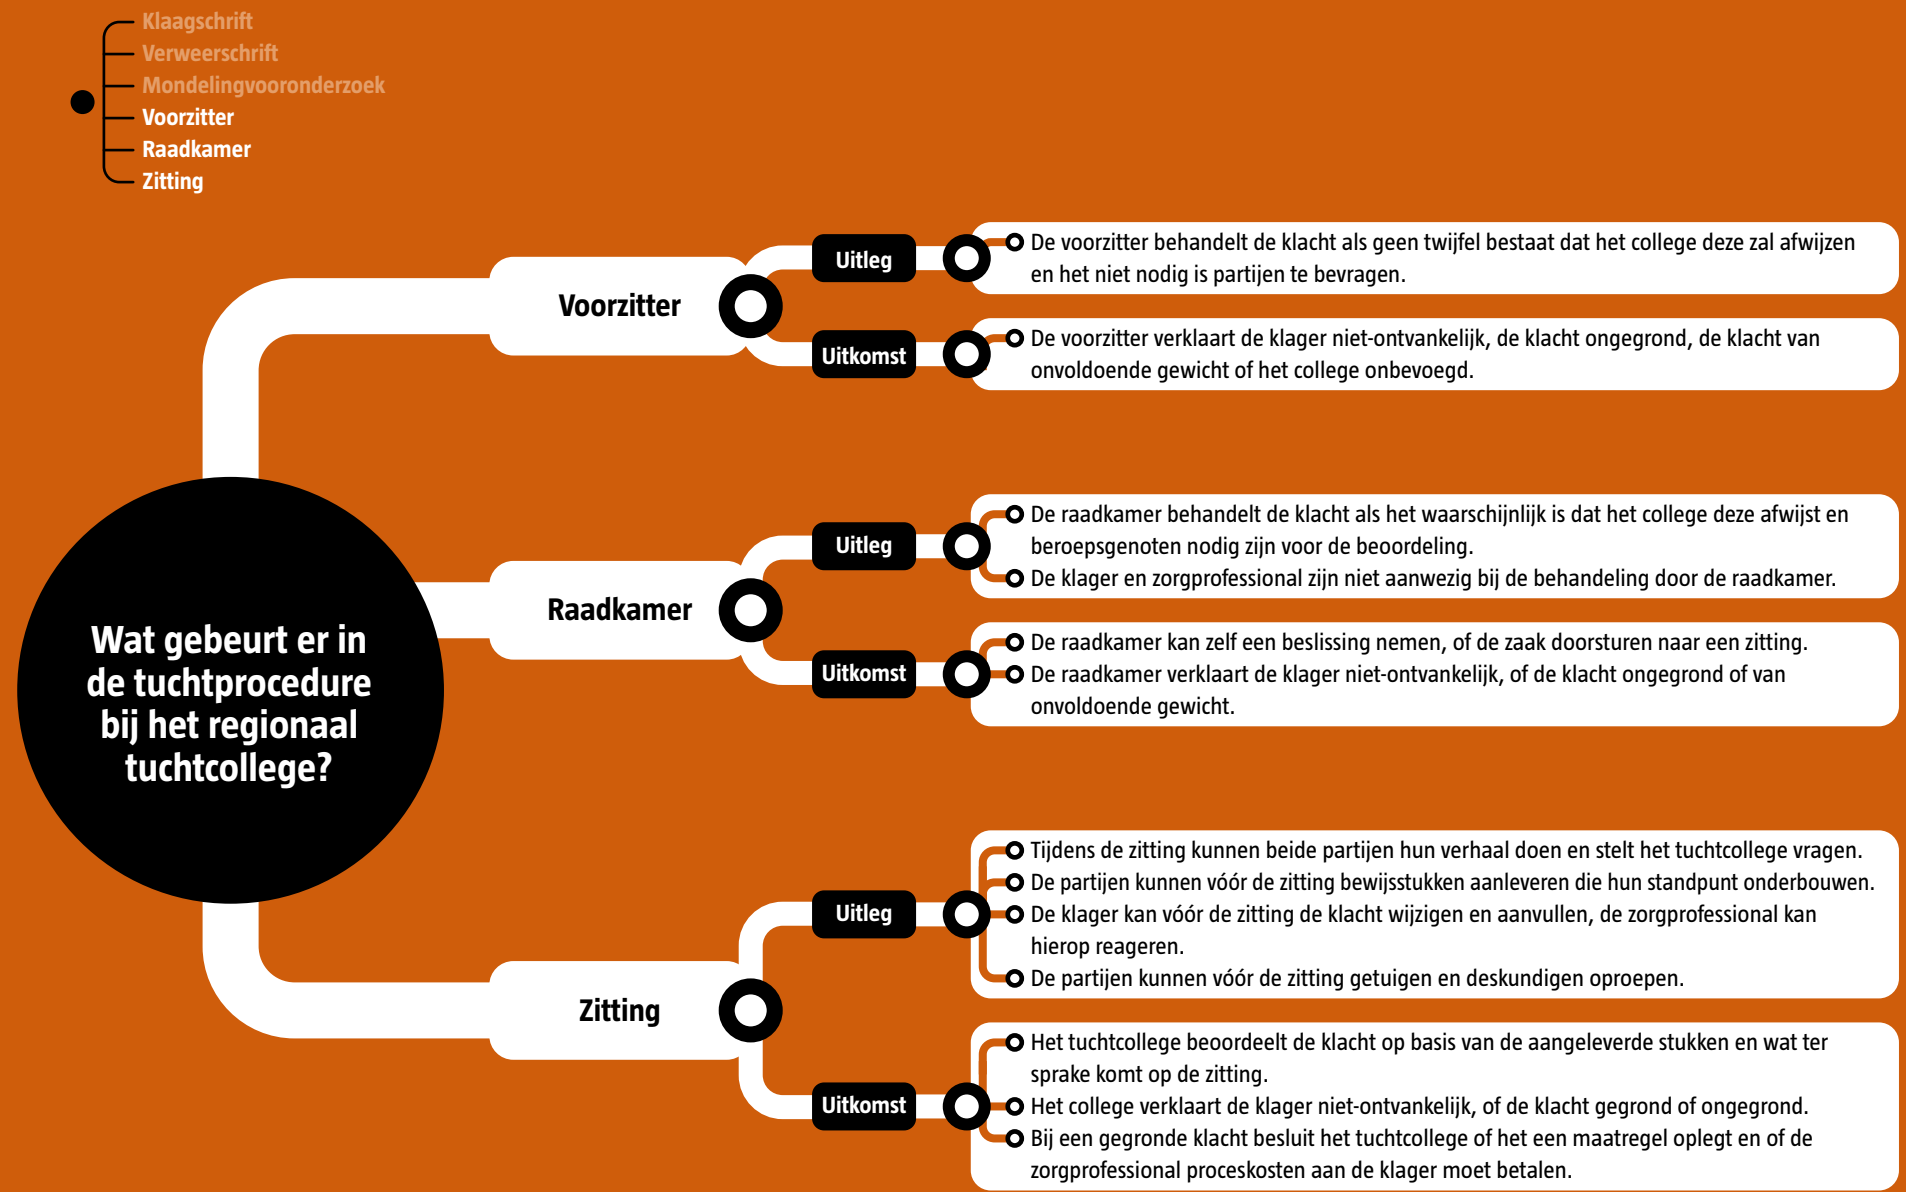 Klaagschrift
Verweerschrift
Mondelingvooronderzoek
Voorzitter
Raadkamer
Zitting
Wat gebeurt er in
de tuchtprocedure
bij het regionaal
tuchtcollege?
Voorzitter
Uitleg
De voorzitter behandelt de klacht als geen twijfel bestaat dat het college deze zal afwijzen
en het niet nodig is partijen te bevragen.
Uitkomst
De voorzitter verklaart de klager niet-ontvankelijk, de klacht ongegrond, de klacht van
onvoldoende gewicht of het college onbevoegd.
Raadkamer
Uitleg
De raadkamer behandelt de klacht als het waarschijnlijk is dat het college deze afwijst en
beroepsgenoten nodig zijn voor de beoordeling.
De klager en zorgprofessional zijn niet aanwezig bij de behandeling door de raadkamer.
Uitkomst
De raadkamer kan zelf een beslissing nemen, of de zaak doorsturen naar een zitting.
De raadkamer verklaart de klager niet-ontvankelijk, of de klacht ongegrond of van
onvoldoende gewicht.
Zitting
Uitleg
Tijdens de zitting kunnen beide partijen hun verhaal doen en stelt het tuchtcollege vragen.
De partijen kunnen vóór de zitting bewijsstukken aanleveren die hun standpunt onderbouwen.
De klager kan vóór de zitting de klacht wijzigen en aanvullen, de zorgprofessional kan
hierop reageren.
De partijen kunnen vóór de zitting getuigen en deskundigen oproepen.
Uitkomst
Het tuchtcollege beoordeelt de klacht op basis van de aangeleverde stukken en wat ter
sprake komt op de zitting.
Het college verklaart de klager niet-ontvankelijk, of de klacht gegrond of ongegrond.
Bij een gegronde klacht besluit het tuchtcollege of het een maatregel oplegt en of de
zorgprofessional proceskosten aan de klager moet betalen.